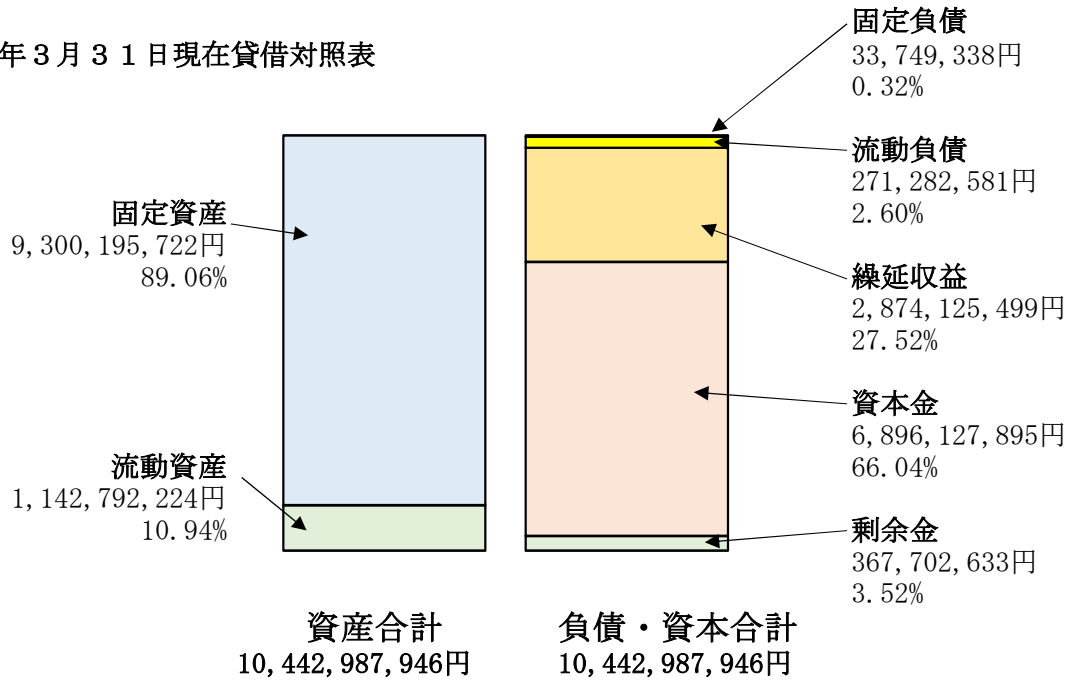 年３月３１日現在貸借対照表
固定資産
9,300,195,722円
89.06%
流動資産
1,142,792,224円
10.94%
固定負債
33,749,338円
0.32%
流動負債
271,282,581円
2.60%
繰延収益
2,874,125,499円
27.52%
資本金
6,896,127,895円
66.04%
剰余金
367,702,633円
3.52%
資産合計
10,442,987,946円
負債・資本合計
10,442,987,946円